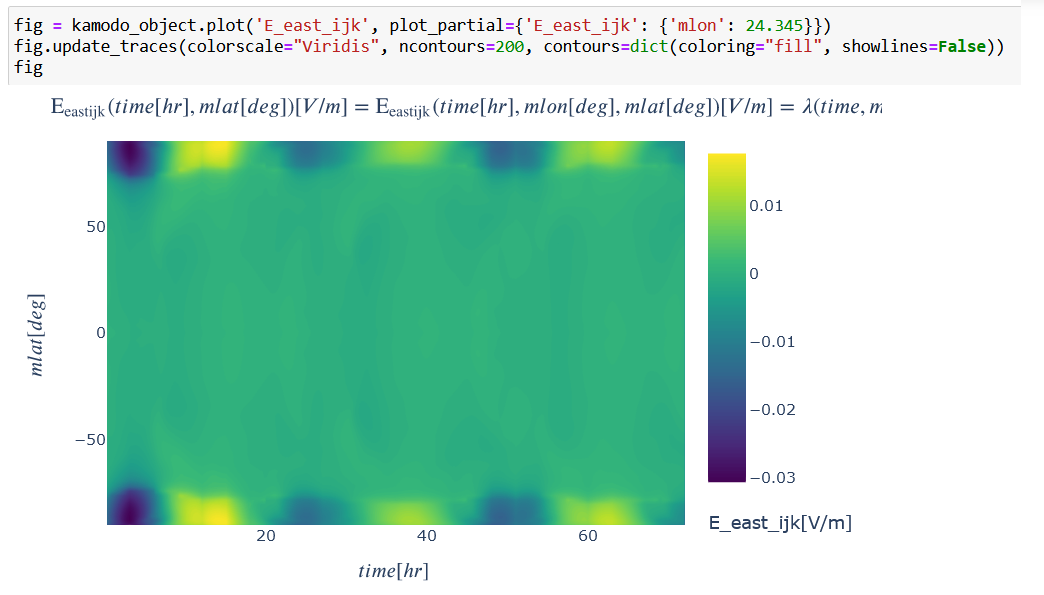 fig = kamodo_object.plot('E_east_ijk', plot_partial={'E_east_ijk': {'mlon': 24.345}})
fig.update_traces(colorscale="Viridis", ncontours=200, contours=dict(coloring="fill", showlines=False))
fig
E_eastijk(time[hr], mlat[deg])[V/m] = E_eastijk(time[hr], mlon[deg], mlat[deg])[V/m] = λ(time, m
50
0
−50
mlat[deg]
20
40
60
time[hr]
0.01
0
−0.01
−0.02
−0.03
E_east_ijk[V/m]